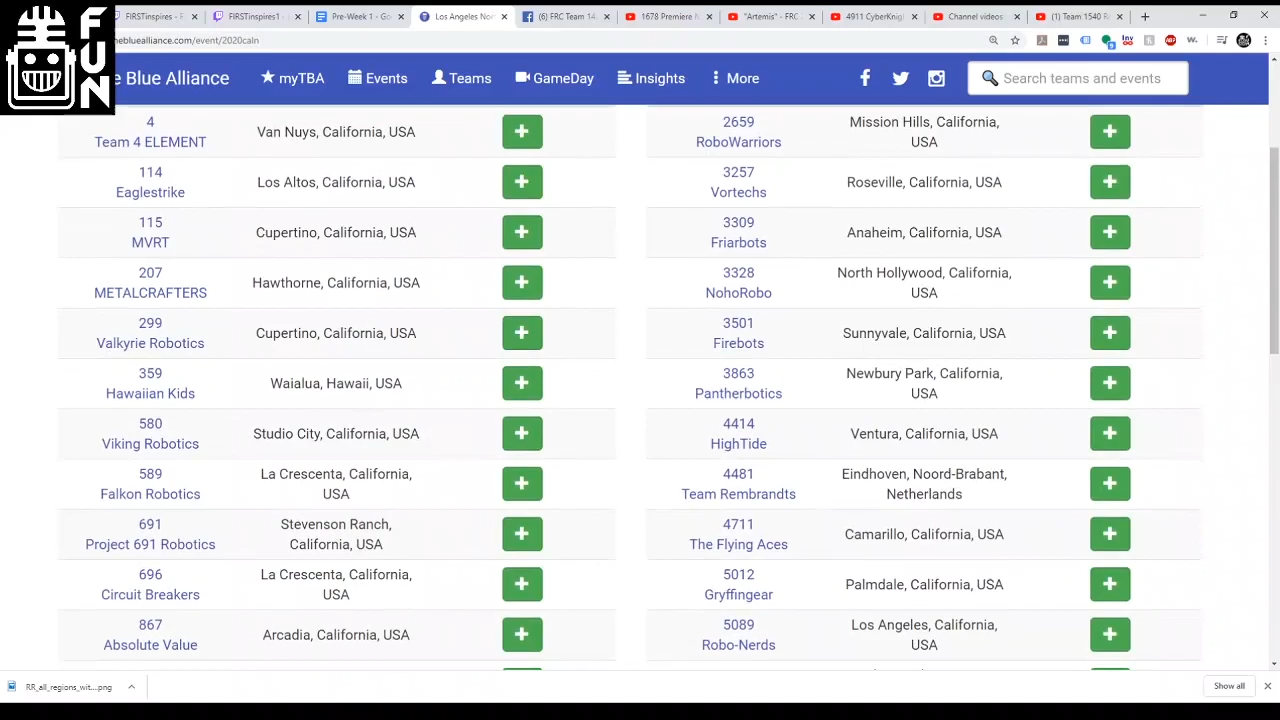 FIRSTinspires - F
FIRSTinspires1 - 
Pre-Week 1 - Go
Los Angeles Nor
(6) FRC Team 14
1678 Premiere M
"Artemis" - FRC
4911 CyberKnig
Channel videos
(1) Team 1540 R
FUN
ebluealliance.com/event/2020caln
e Blue Alliance
myTBA
Events
Teams
GameDay
Insights
More
Search teams and events
4
Team 4 ELEMENT
Van Nuys, California, USA
2659
RoboWarriors
Mission Hills, California,
USA
114
Eaglestrike
Los Altos, California, USA
3257
Vortechs
Roseville, California, USA
115
MVRT
Cupertino, California, USA
3309
Friarbots
Anaheim, California, USA
207
METALCRAFTERS
Hawthorne, California, USA
3328
NohoRobo
North Hollywood, California,
USA
299
Valkyrie Robotics
Cupertino, California, USA
3501
Firebots
Sunnyvale, California, USA
359
Hawaiian Kids
Waialua, Hawaii, USA
3863
Pantherbotics
Newbury Park, California,
USA
580
Viking Robotics
Studio City, California, USA
4414
HighTide
Ventura, California, USA
589
Falkon Robotics
La Crescenta, California,
USA
4481
Team Rembrandts
Eindhoven, Noord-Brabant,
Netherlands
691
Project 691 Robotics
Stevenson Ranch,
California, USA
4711
The Flying Aces
Camarillo, California, USA
696
Circuit Breakers
La Crescenta, California,
USA
5012
Gryffingear
Palmdale, California, USA
867
Absolute Value
Arcadia, California, USA
5089
Robo-Nerds
Los Angeles, California,
USA
RR_all_regions_wit....png
Show all